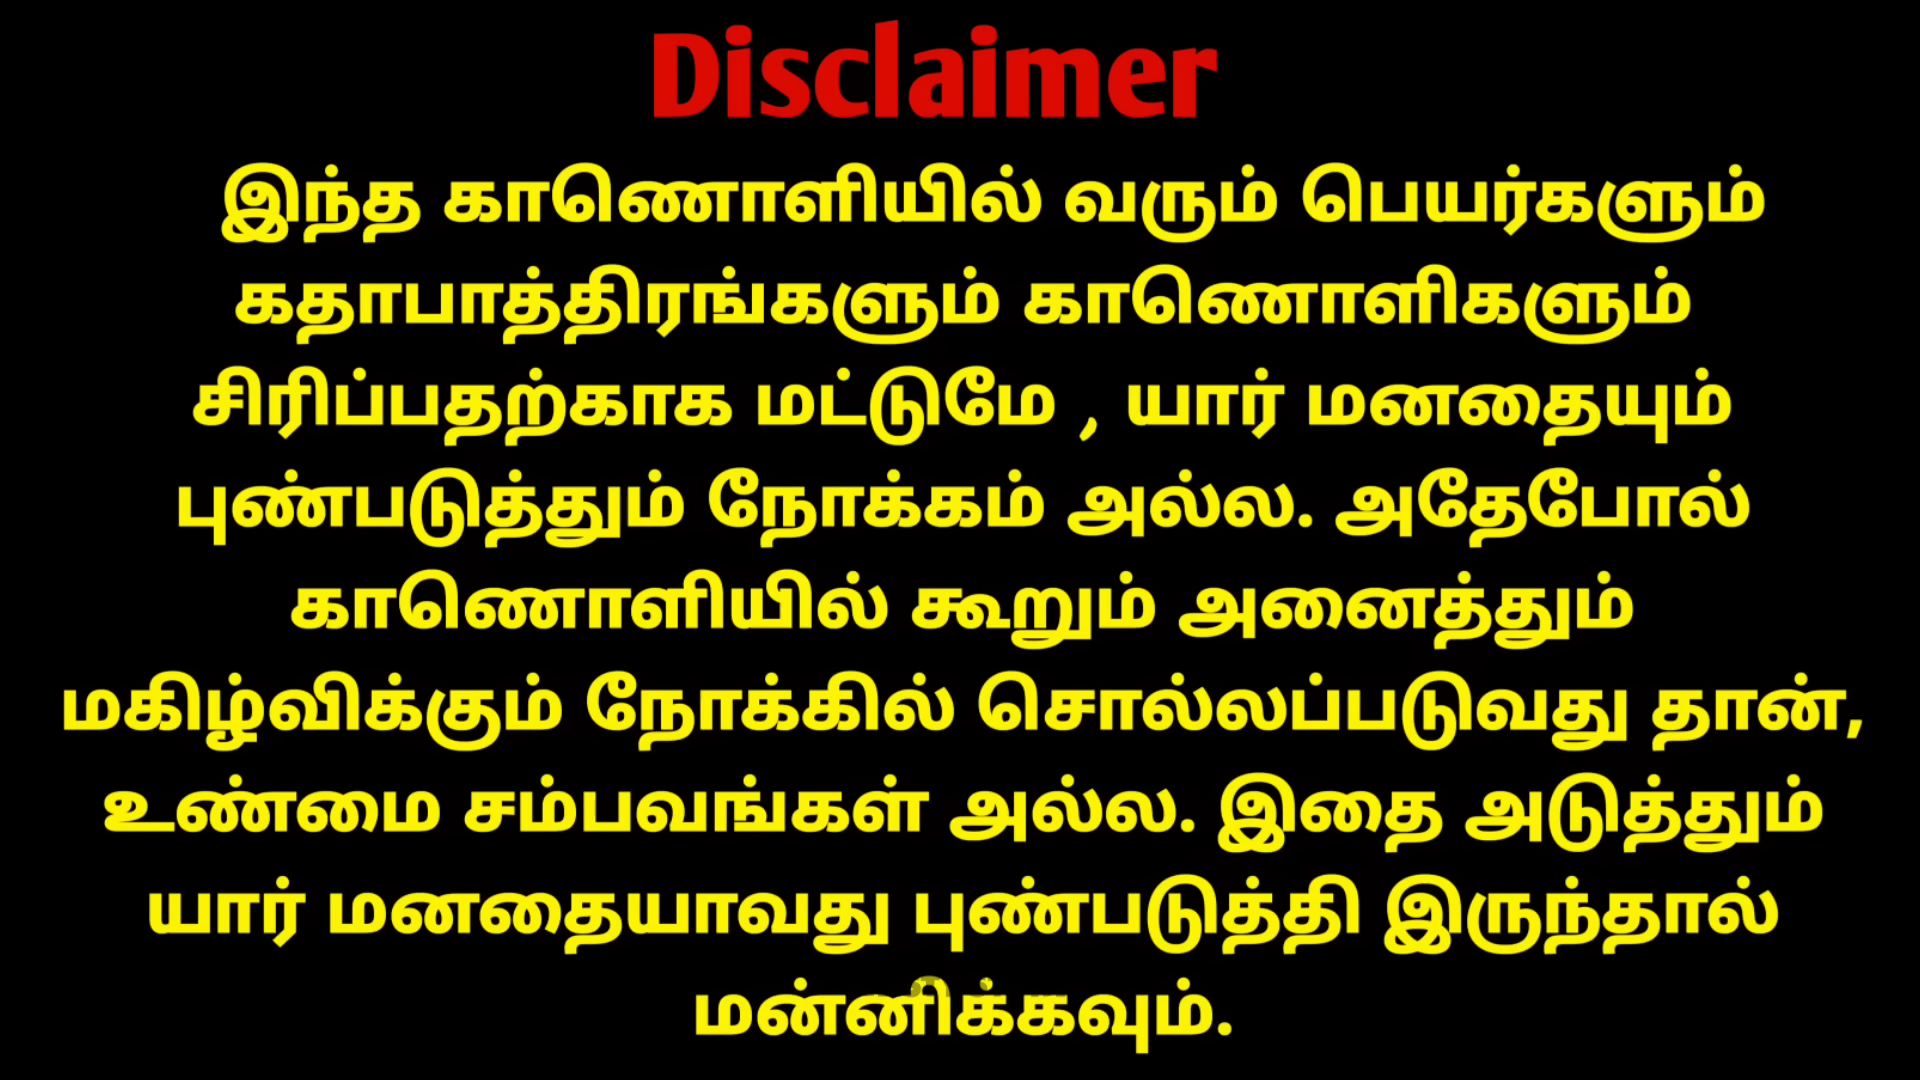 Disclaimer
இந்த காணொளியில் வரும் பெயர்களும்
கதாபாத்திரங்களும் காணொளிகளும்
சிரிப்பதற்காக மட்டுமே , யார் மனதையும்
புண்படுத்தும் நோக்கம் அல்ல. அதேபோல்
காணொளியில் கூறும் அனைத்தும்
மகிழ்விக்கும் நோக்கில் சொல்லப்படுவது தான்,
உண்மை சம்பவங்கள் அல்ல. இதை அடுத்தும்
யார் மனதையாவது புண்படுத்தி இருந்தால்
மன்னிக்கவும்.